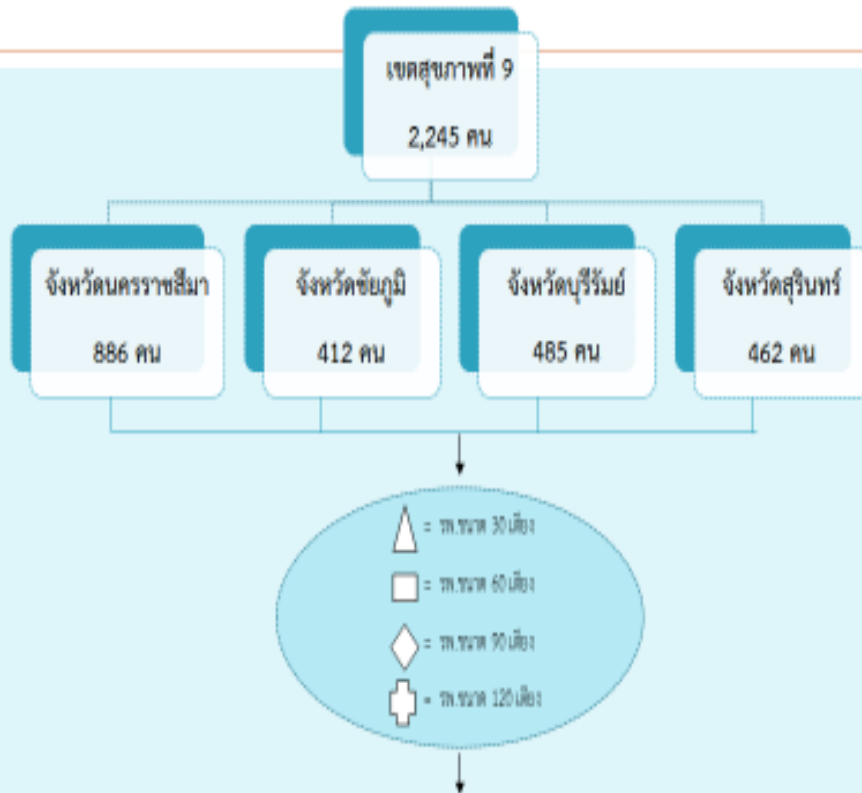 เขตสุขภาพที่ 9
2,245 คน
จังหวัดนครราชสีมา
886 คน
จังหวัดชัยภูมิ
412 คน
จังหวัดบุรีรัมย์
485 คน
จังหวัดสุรินทร์
462 คน
= รพ.ขนาด 30 เตียง
= รพ.ขนาด 60 เตียง
= รพ.ขนาด 90 เตียง
= รพ.ขนาด 120 เตียง